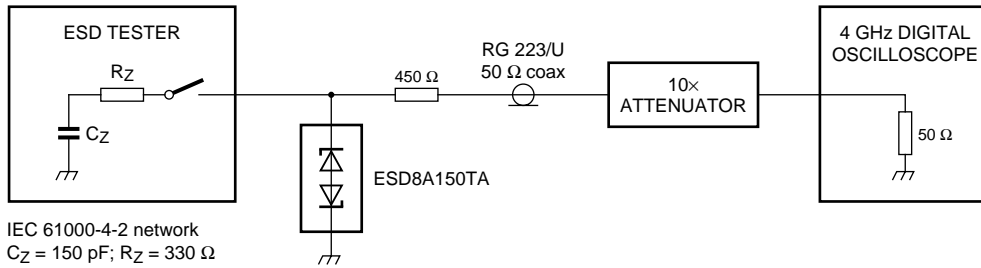 ESD TESTER
R_Z
C_Z
450 Ω
RG 223/U
50 Ω coax
10×
ATTENUATOR
4 GHz DIGITAL
OSCILLOSCOPE
50 Ω
ESD8A150TA
IEC 61000-4-2 network
C_Z = 150 pF; R_Z = 330 Ω